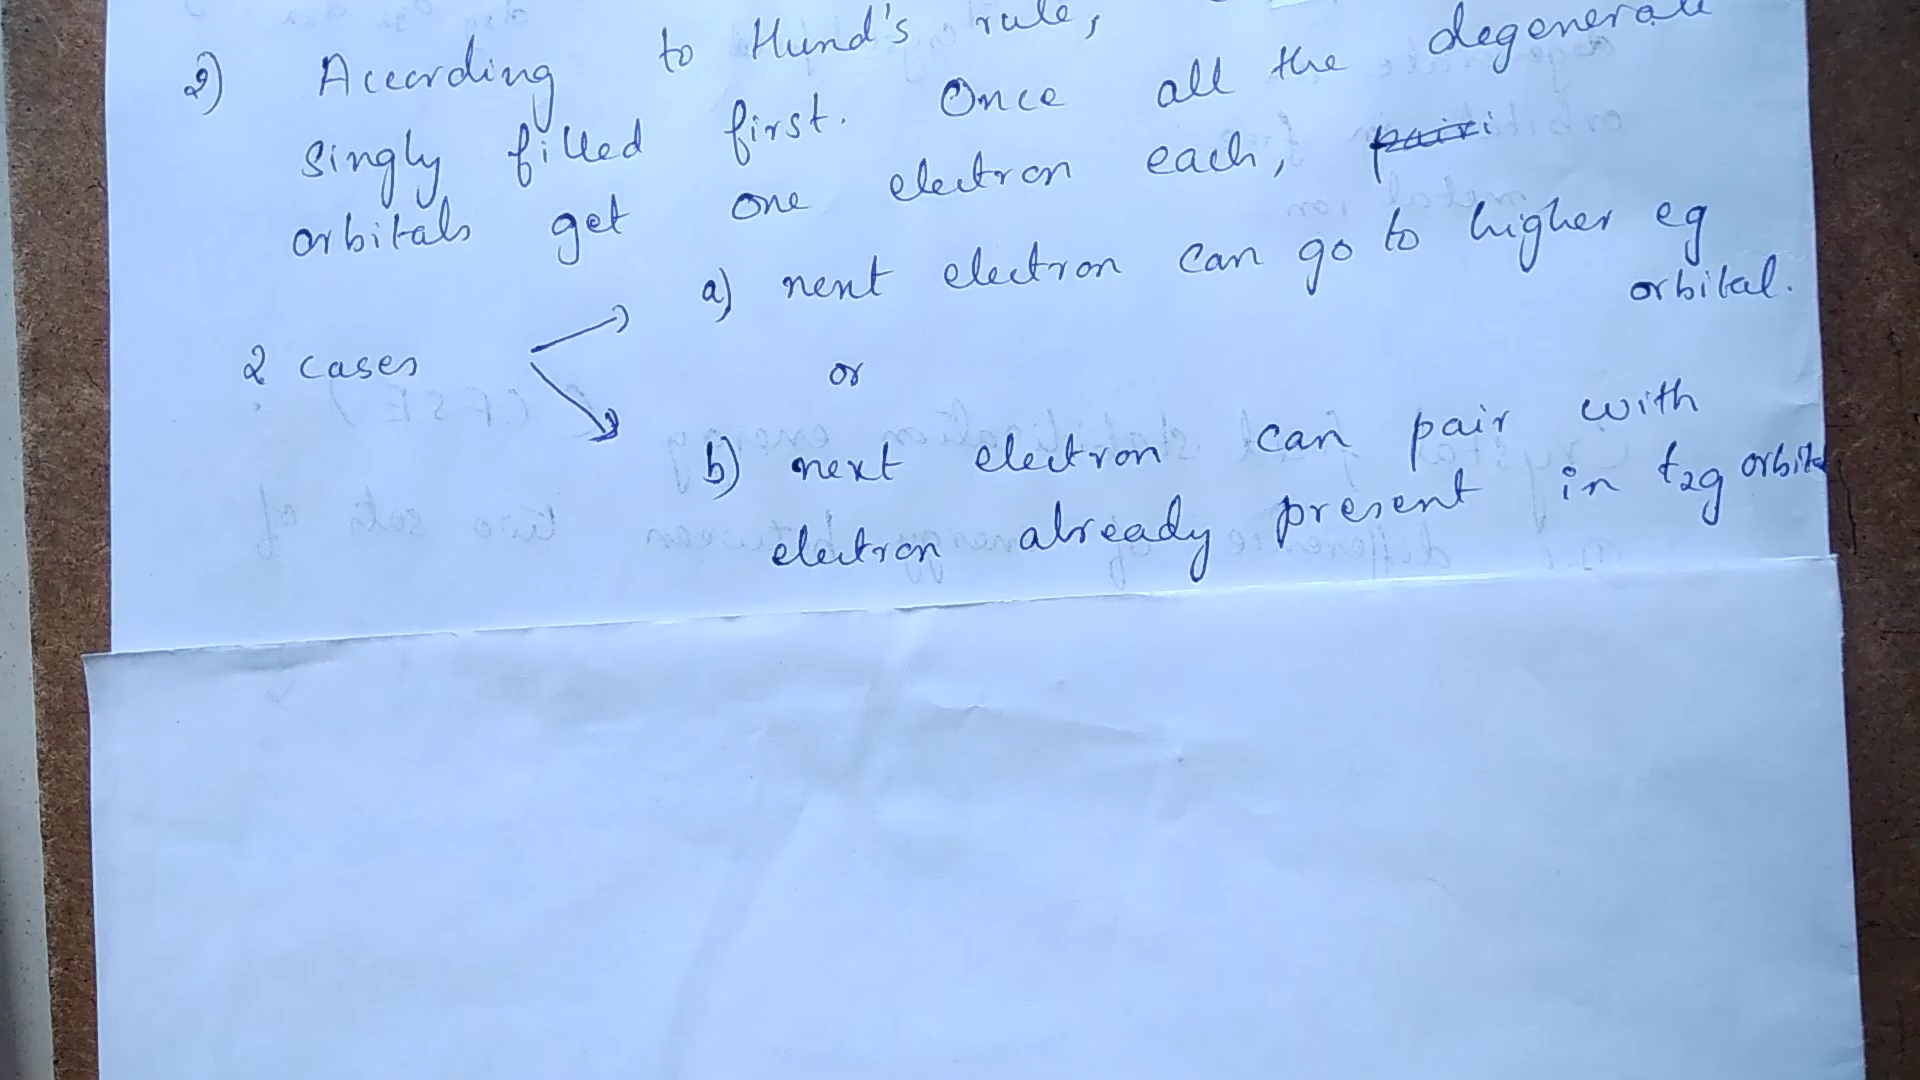 2) According to Hund's rule,
singly filled first. Once all the degenerate
orbitals get one electron each,
a) next electron can go to higher eg
orbital.
2 cases
or
b) next electron can pair with
electron already present in t2g orbital